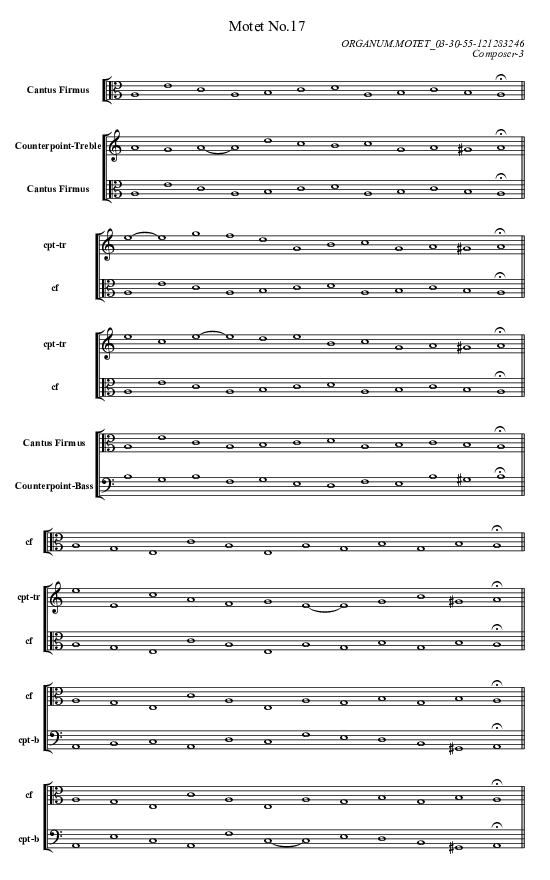 Motet No.17
ORGANUM.MOTET_03-30-55-121283246
Composer-3
Cantus Firmus
Counterpoint-Treble
Cantus Firmus
cpt-tr
cf
cpt-tr
cf
Cantus Firmus
Counterpoint-Bass
cf
cpt-tr
cf
cf
cpt-b
cf
cpt-b